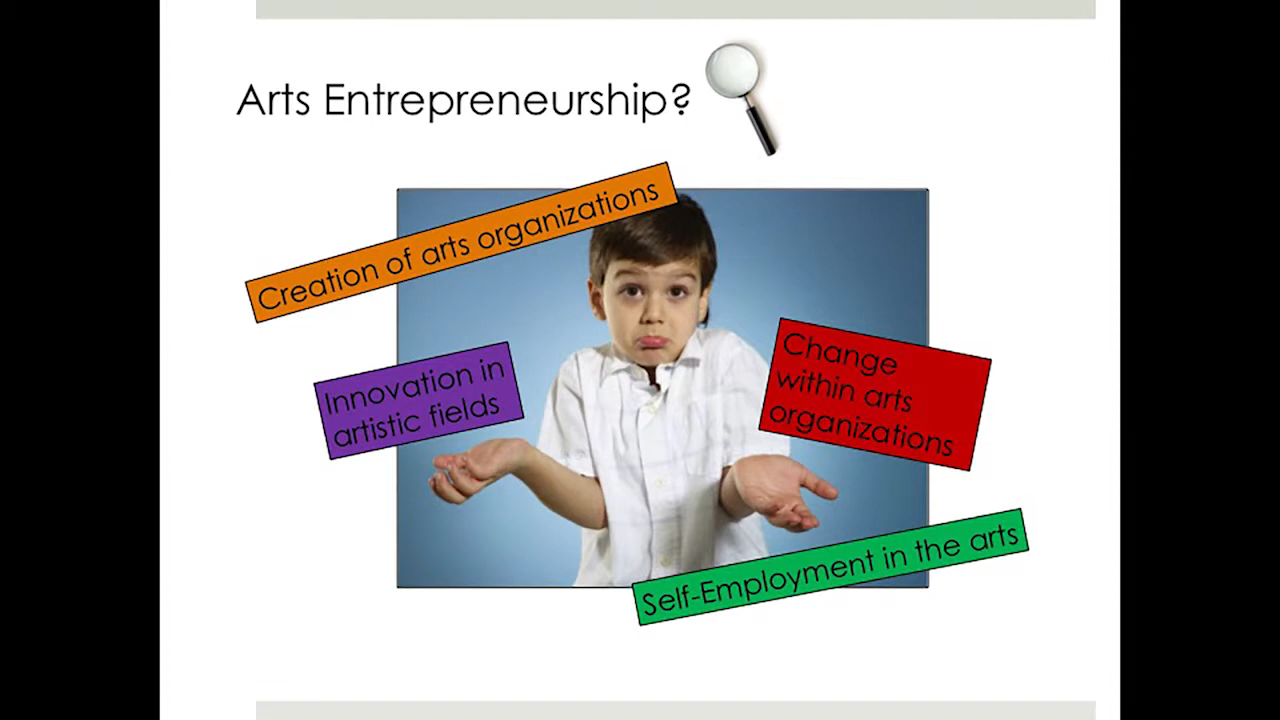 Arts Entrepreneurship?
Creation of arts organizations
Innovation in
artistic fields
Change
within arts
organizations
Self-Employment in the arts